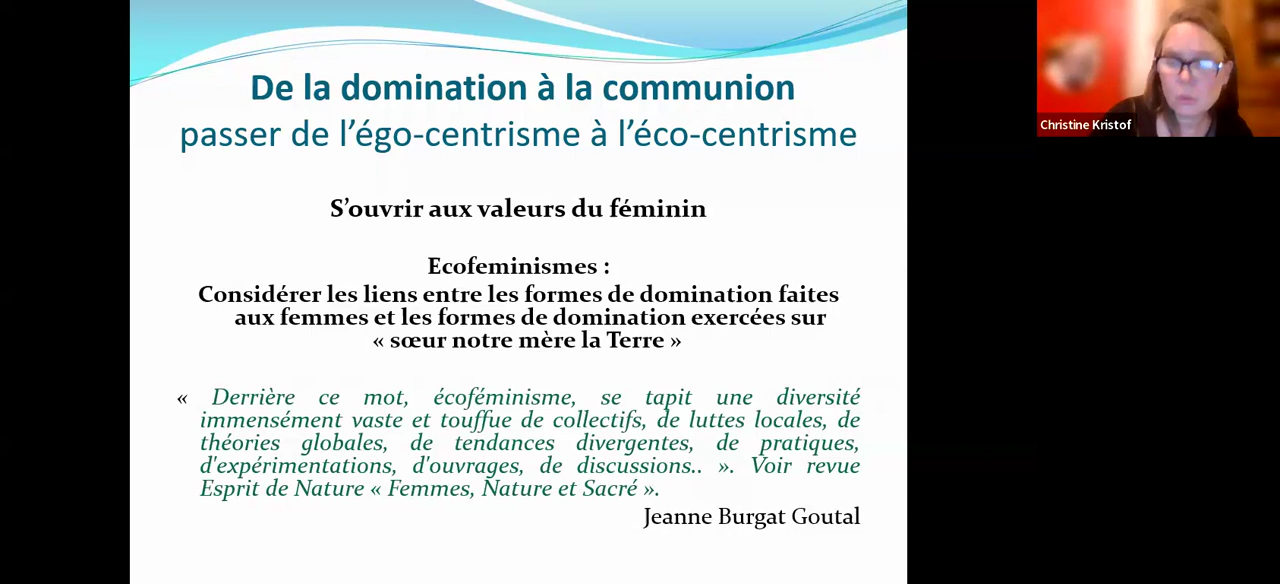 De la domination à la communion
passer de l’égo-centrisme à l’éco-centrisme
Christine Kristof
S’ouvrir aux valeurs du féminin
Ecofeminismes :
Considérer les liens entre les formes de domination faites
aux femmes et les formes de domination exercées sur
« sœur notre mère la Terre »
« Derrière ce mot, écoféminisme, se tapit une diversité
immensément vaste et touffue de collectifs, de luttes locales, de
théories globales, de tendances divergentes, de pratiques,
d'expérimentations, d'ouvrages, de discussions.. ». Voir revue
Esprit de Nature « Femmes, Nature et Sacré ».
Jeanne Burgat Goutal